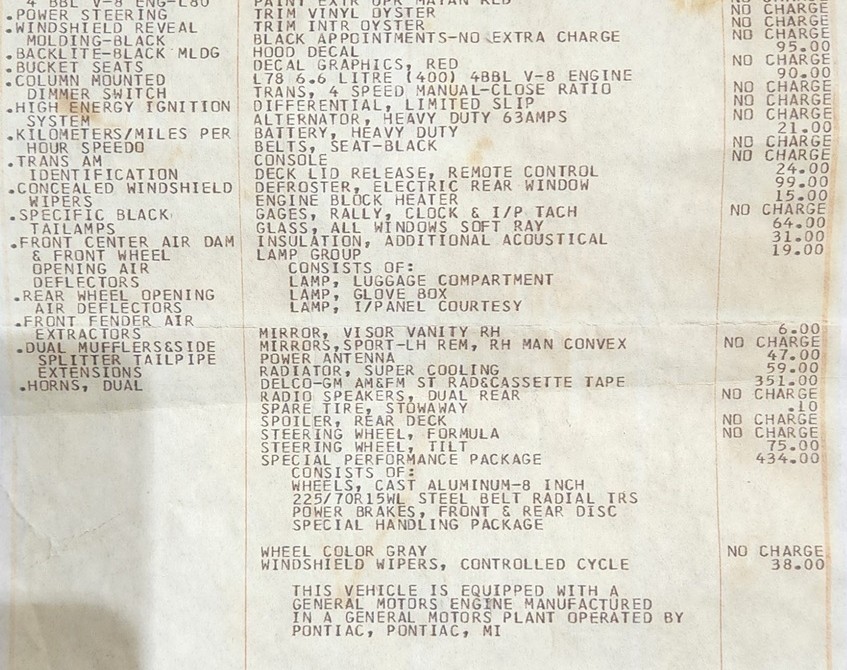 4 BBL V-8 ENG-L80
.POWER STEERING
.WINDSHIELD REVEAL
MOLDING-BLACK
.BACKLITE-BLACK MLDG
.BUCKET SEATS
.COLUMN MOUNTED
DIMMER SWITCH
.HIGH ENERGY IGNITION
SYSTEM
.KILOMETERS/MILES PER
HOUR SPEEDO
.TRANS AM
IDENTIFICATION
.CONCEALED WINDSHIELD
WIPERS
.SPECIFIC BLACK
TAILAMPS
.FRONT CENTER AIR DAM
& FRONT WHEEL
OPENING AIR
DEFLECTORS
.REAR WHEEL OPENING
AIR DEFLECTORS
.FRONT FENDER AIR
EXTRACTORS
.DUAL MUFFLERS&SIDE
SPLITTER TAILPIPE
EXTENSIONS
.HORNS, DUAL
PAINT EXTR UPR MAYAN RED NO CHARGE
TRIM VINYL OYSTER NO CHARGE
TRIM INTR OYSTER NO CHARGE
BLACK APPOINTMENTS-NO EXTRA CHARGE NO CHARGE
HOOD DECAL 95.00
DECAL GRAPHICS, RED NO CHARGE
L78 6.6 LITRE (400) 4BBL V-8 ENGINE 90.00
TRANS, 4 SPEED MANUAL-CLOSE RATIO NO CHARGE
DIFFERENTIAL, LIMITED SLIP NO CHARGE
ALTERNATOR, HEAVY DUTY 63AMPS NO CHARGE
BATTERY, HEAVY DUTY 21.00
BELTS, SEAT-BLACK NO CHARGE
CONSOLE NO CHARGE
DECK LID RELEASE, REMOTE CONTROL 24.00
DEFROSTER, ELECTRIC REAR WINDOW 99.00
ENGINE BLOCK HEATER 15.00
GAGES, RALLY, CLOCK & I/P TACH NO CHARGE
GLASS, ALL WINDOWS SOFT RAY 64.00
INSULATION, ADDITIONAL ACOUSTICAL 31.00
LAMP GROUP 19.00
CONSISTS OF:
LAMP, LUGGAGE COMPARTMENT
LAMP, GLOVE BOX
LAMP, I/PANEL COURTESY
MIRROR, VISOR VANITY RH 6.00
MIRRORS,SPORT-LH REM, RH MAN CONVEX NO CHARGE
POWER ANTENNA 47.00
RADIATOR, SUPER COOLING 59.00
DELCO-GM AM&FM ST RAD&CASSETTE TAPE 351.00
RADIO SPEAKERS, DUAL REAR NO CHARGE
SPARE TIRE, STOWAWAY .10
SPOILER, REAR DECK NO CHARGE
STEERING WHEEL, FORMULA NO CHARGE
STEERING WHEEL, TILT 75.00
SPECIAL PERFORMANCE PACKAGE 434.00
CONSISTS OF:
WHEELS, CAST ALUMINUM-8 INCH
225/70R15WL STEEL BELT RADIAL TRS
POWER BRAKES, FRONT & REAR DISC
SPECIAL HANDLING PACKAGE
WHEEL COLOR GRAY NO CHARGE
WINDSHIELD WIPERS, CONTROLLED CYCLE 38.00
THIS VEHICLE IS EQUIPPED WITH A
GENERAL MOTORS ENGINE MANUFACTURED
IN A GENERAL MOTORS PLANT OPERATED BY
PONTIAC, PONTIAC, MI